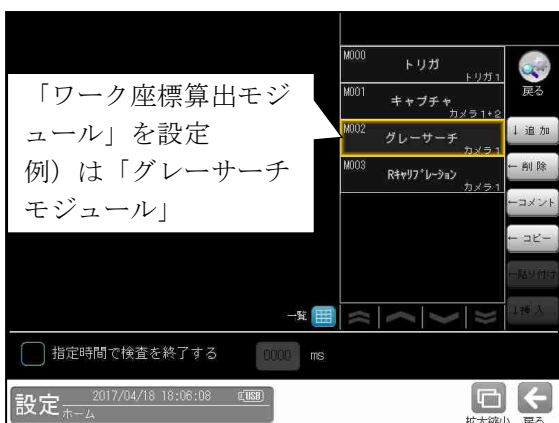 「ワーク座標算出モジ
ュール」を設定
例）は「グレーサーチ
モジュール」
M000
トリガ
トリガ1
M001
キャプチャ
カメラ1+2
M002
グレーサーチ
カメラ1
M003
Rキャリブレーション
カメラ1
戻る
↓追加
←削除
←コメント
←コピー
←貼り付け
↓挿入
一覧
指定時間で検査を終了する
0000 ms
設定
2017/04/18 18:06:08 USB
ホーム
拡大縮小
戻る